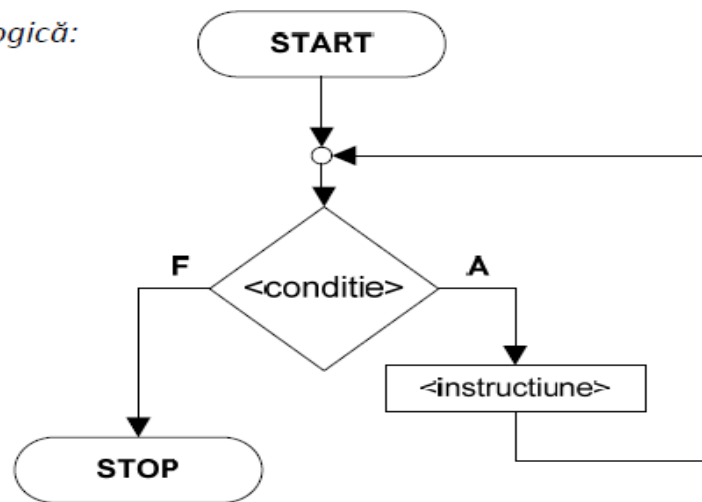 ogică:
START
F
A
<conditie>
<instructiune>
STOP